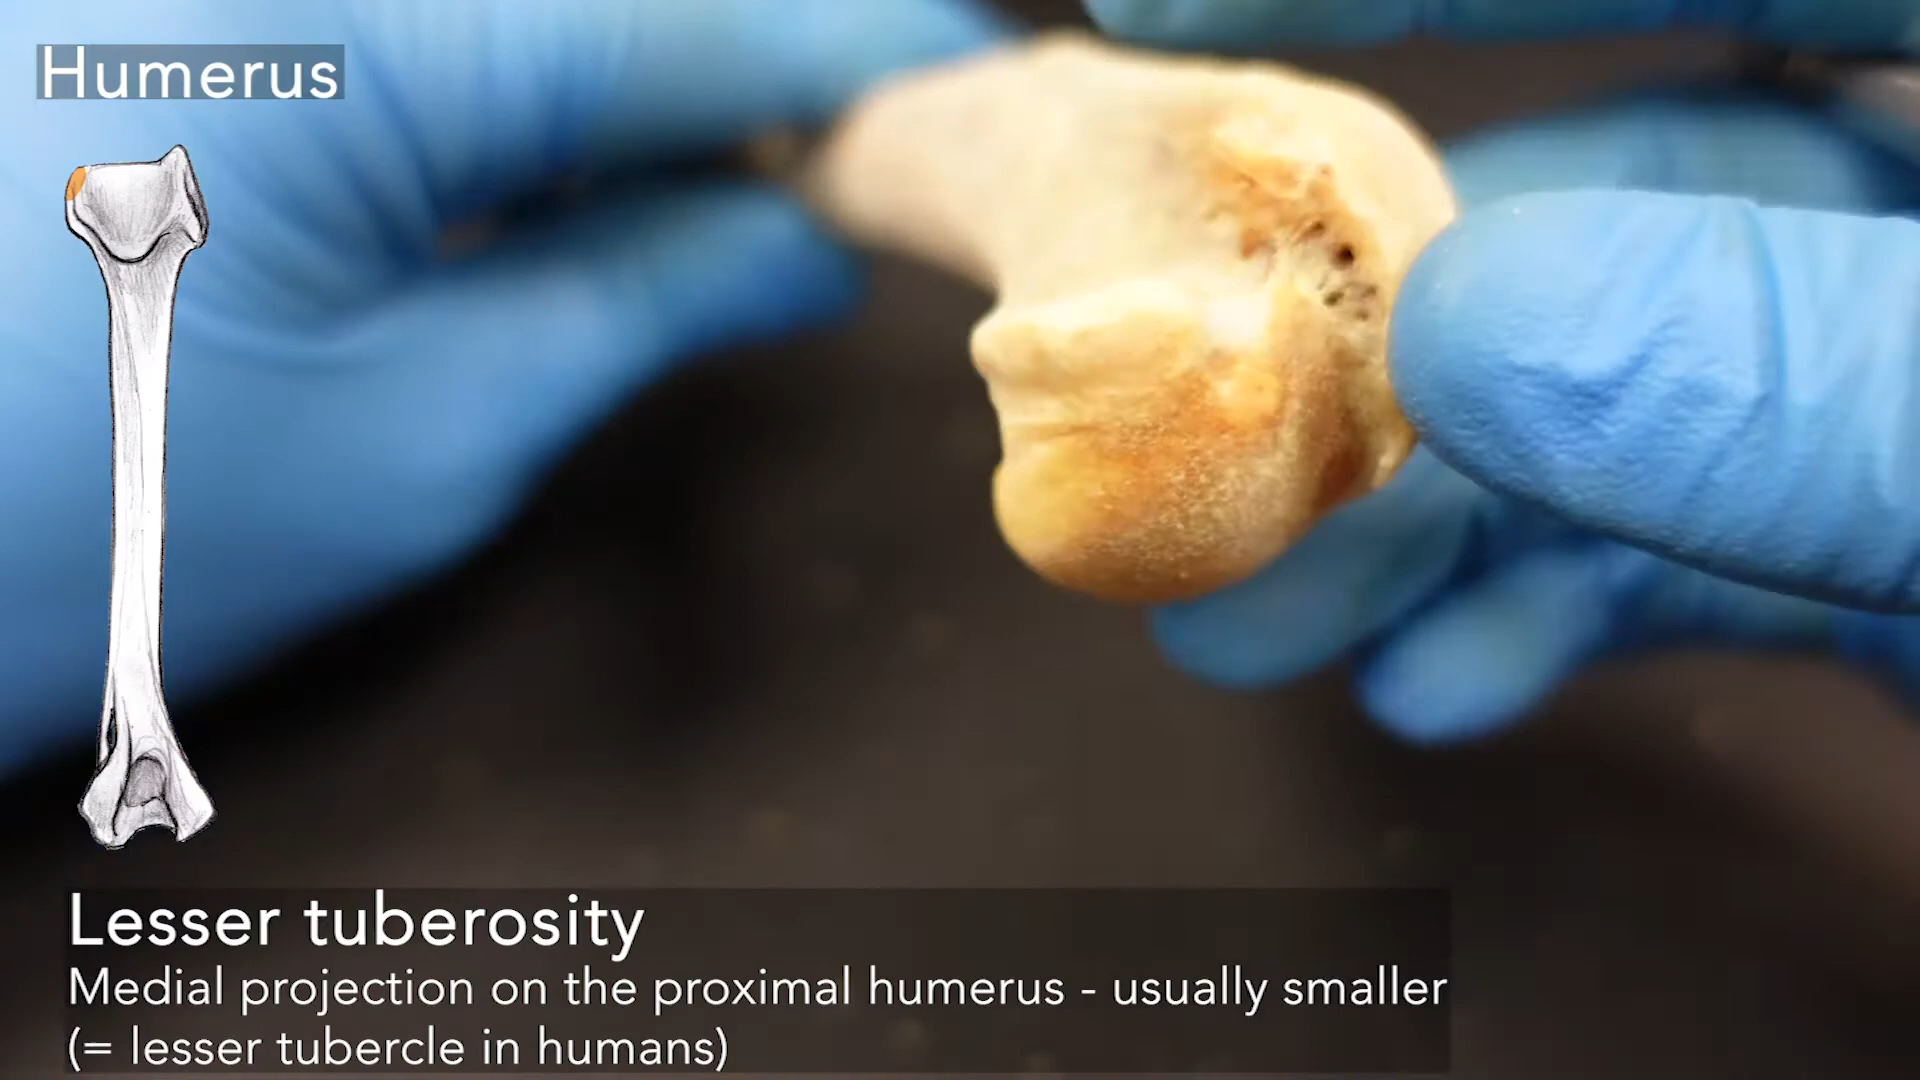 Humerus
Lesser tuberosity
Medial projection on the proximal humerus - usually smaller
(= lesser tubercle in humans)